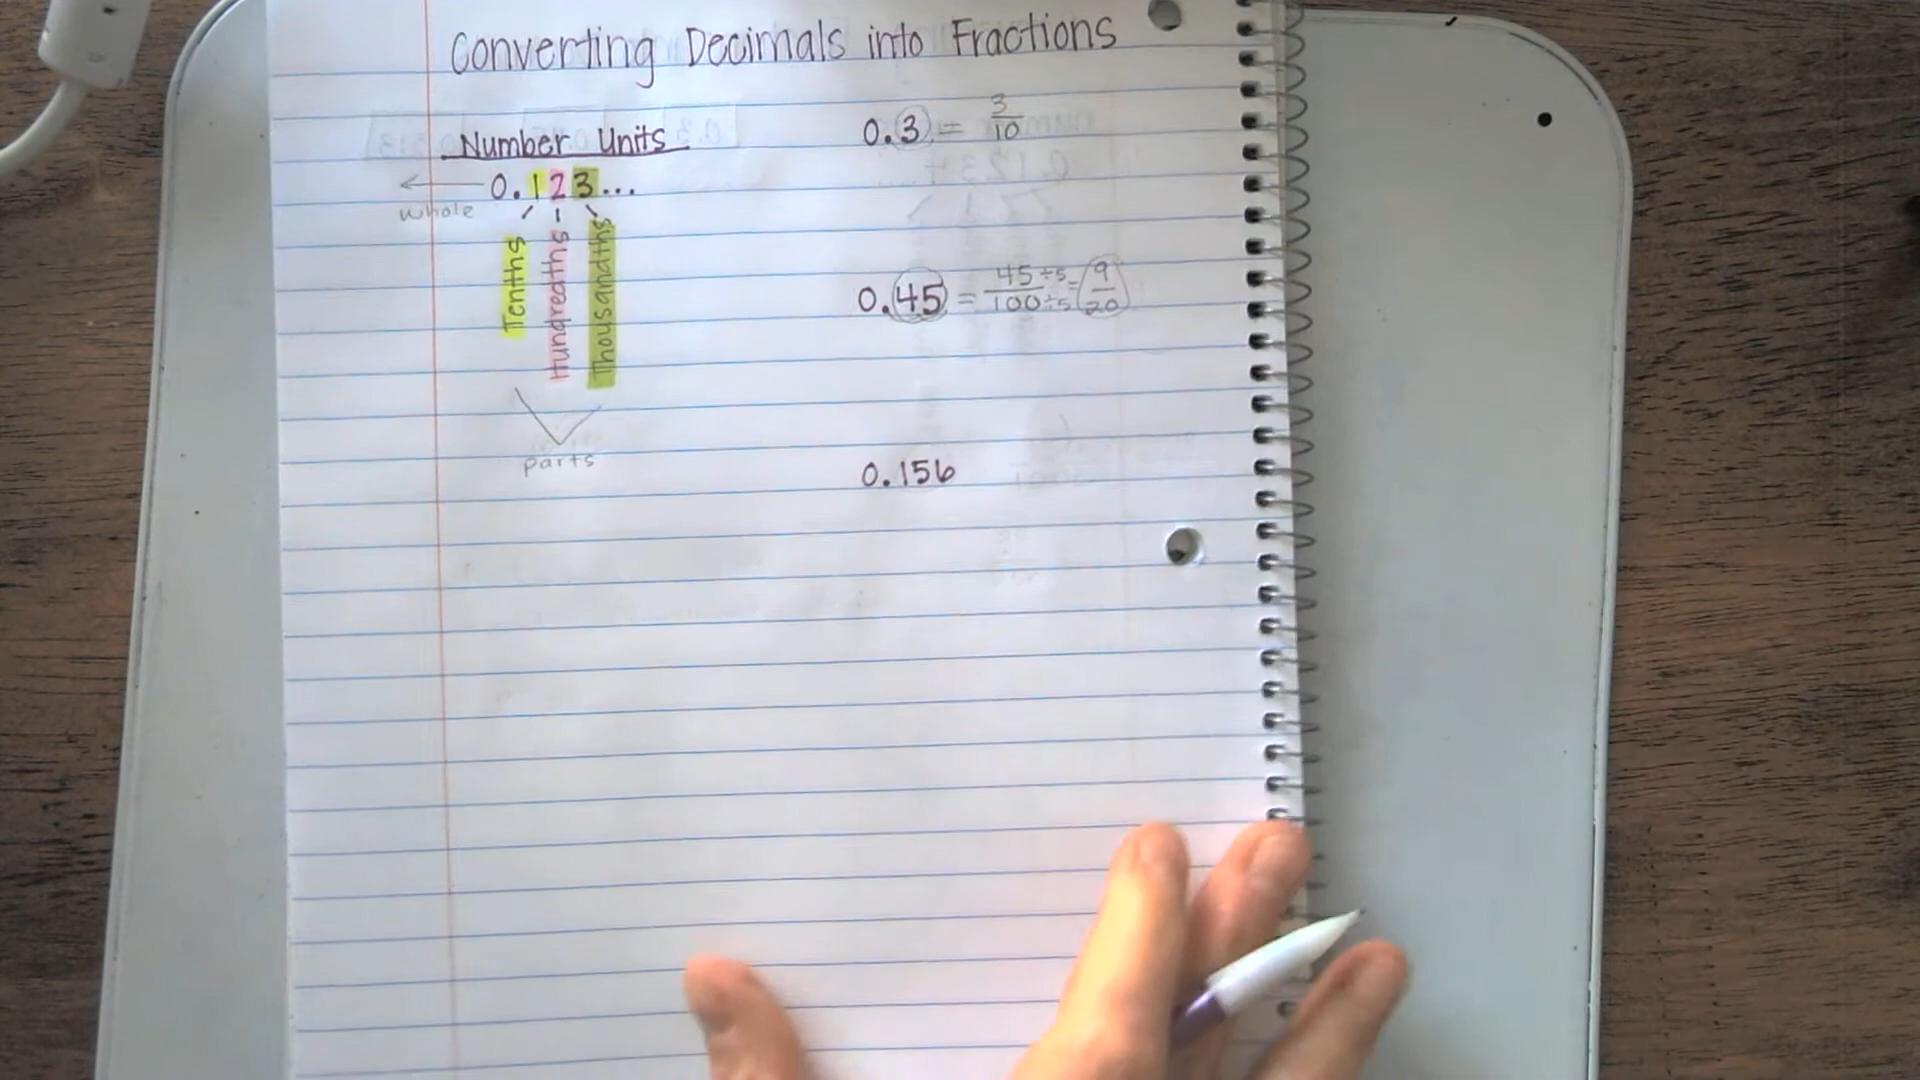 Converting Decimals into Fractions
Number Units
0.123...
whole
Tenths
Hundreaths
Thousandths
parts
0.3 = 3/10
0.45 = 45÷5/100÷5 = 9/20
0.156